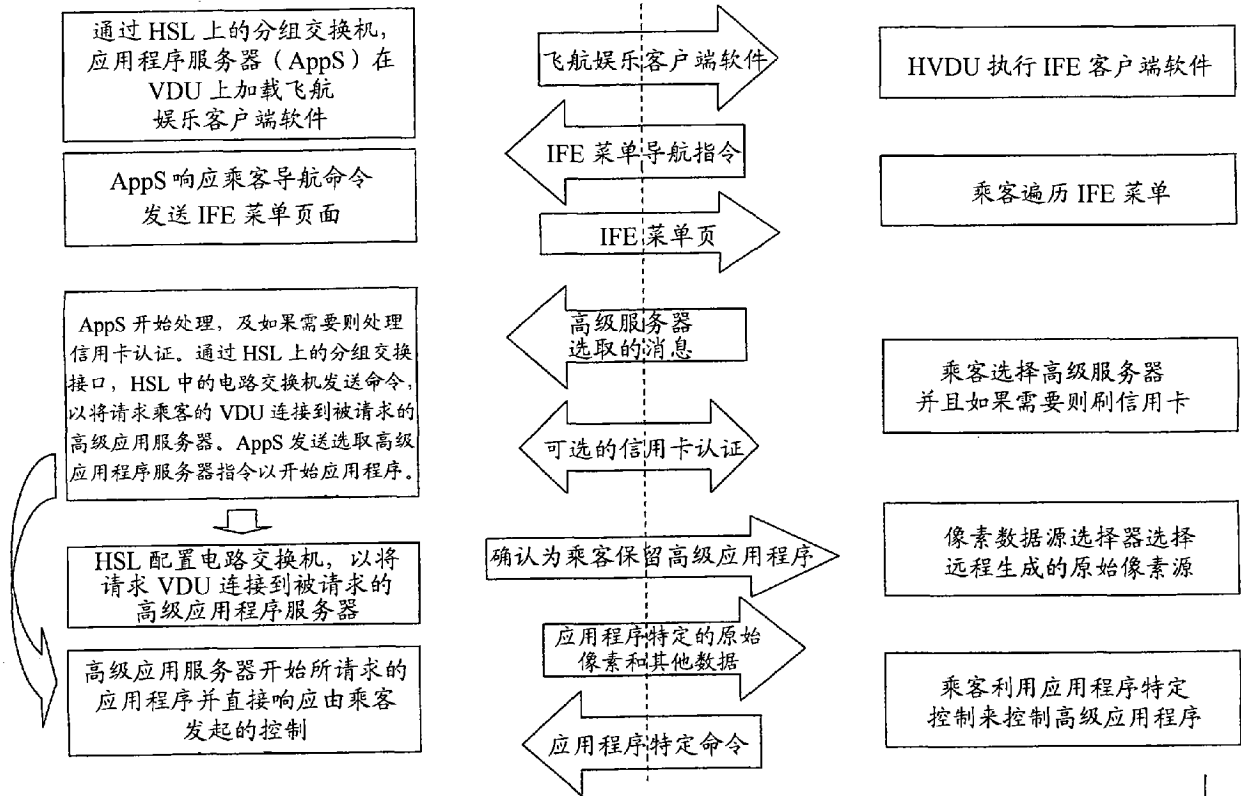 通过 HSL 上的分组交换机，
应用程序服务器（AppS）在
VDU 上加载飞航
娱乐客户端软件
飞航娱乐客户端软件
HVDU 执行 IFE 客户端软件
IFE 菜单导航指令
AppS 响应乘客导航命令
发送 IFE 菜单页面
乘客遍历 IFE 菜单
IFE 菜单页
高级服务器
选取的消息
AppS 开始处理，及如果需要则处理
信用卡认证。通过 HSL 上的分组交换
接口，HSL 中的电路交换机发送命令，
以将请求乘客的 VDU 连接到被请求的
高级应用服务器。AppS 发送选取高级
应用程序服务器指令以开始应用程序。
乘客选择高级服务器
并且如果需要则刷信用卡
可选的信用卡认证
HSL 配置电路交换机，以将
请求 VDU 连接到被请求的
高级应用程序服务器
确认为乘客保留高级应用程序
像素数据源选择器选择
远程生成的原始像素源
应用程序特定的原始
像素和其他数据
高级应用服务器开始所请求的
应用程序并直接响应由乘客
发起的控制
乘客利用应用程序特定
控制来控制高级应用程序
应用程序特定命令